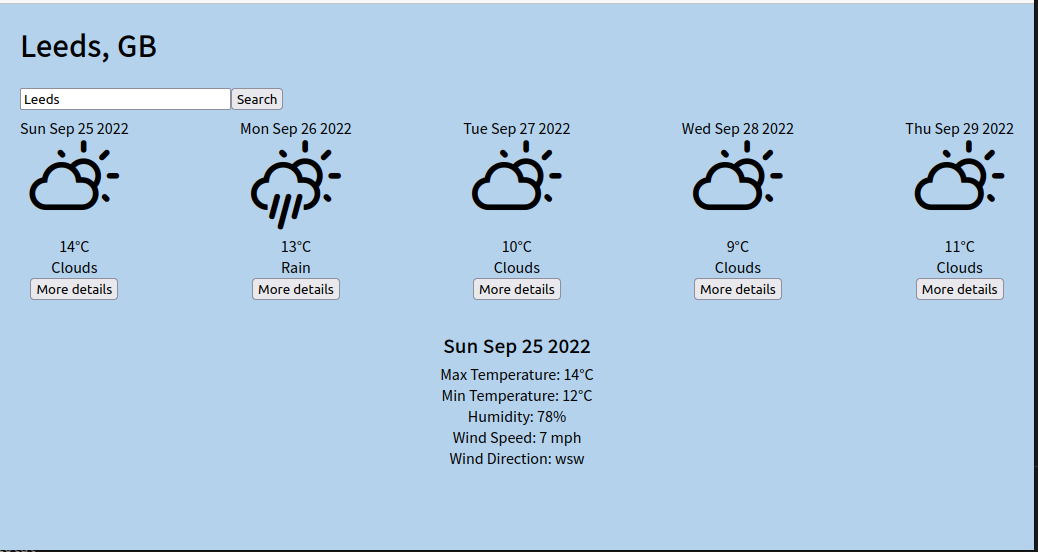 Leeds, GB
Leeds Search
Sun Sep 25 2022 Mon Sep 26 2022 Tue Sep 27 2022 Wed Sep 28 2022 Thu Sep 29 2022
14°C 13°C 10°C 9°C 11°C
Clouds Rain Clouds Clouds Clouds
More details More details More details More details More details
Sun Sep 25 2022
Max Temperature: 14°C
Min Temperature: 12°C
Humidity: 78%
Wind Speed: 7 mph
Wind Direction: wsw